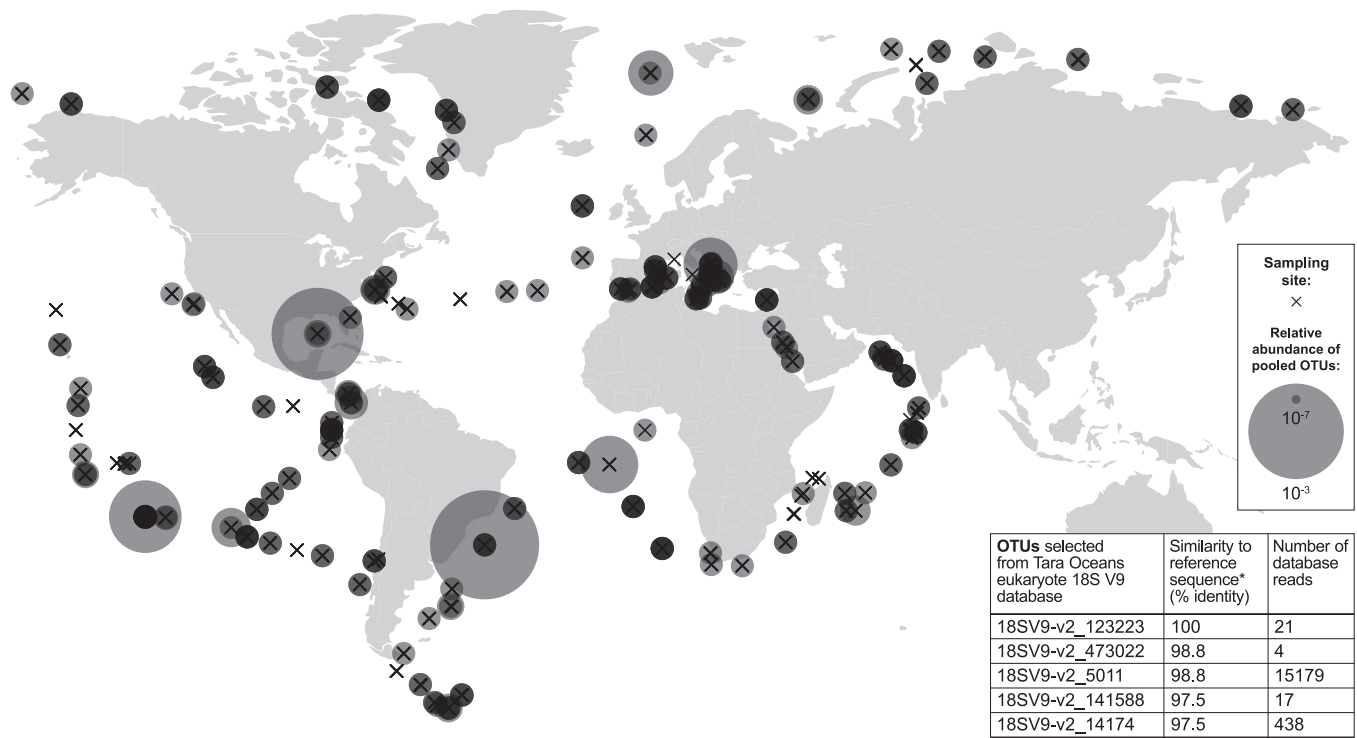 Sampling
site:
Relative
abundance of
pooled OTUs:
10⁻⁷
10⁻³
OTUs selected
from Tara Oceans
eukaryote 18S V9
database
Similarity to
reference
sequence*
(% identity)
Number of
database
reads
18SV9-v2_123223 100 21
18SV9-v2_473022 98.8 4
18SV9-v2_5011 98.8 15179
18SV9-v2_141588 97.5 17
18SV9-v2_14174 97.5 438